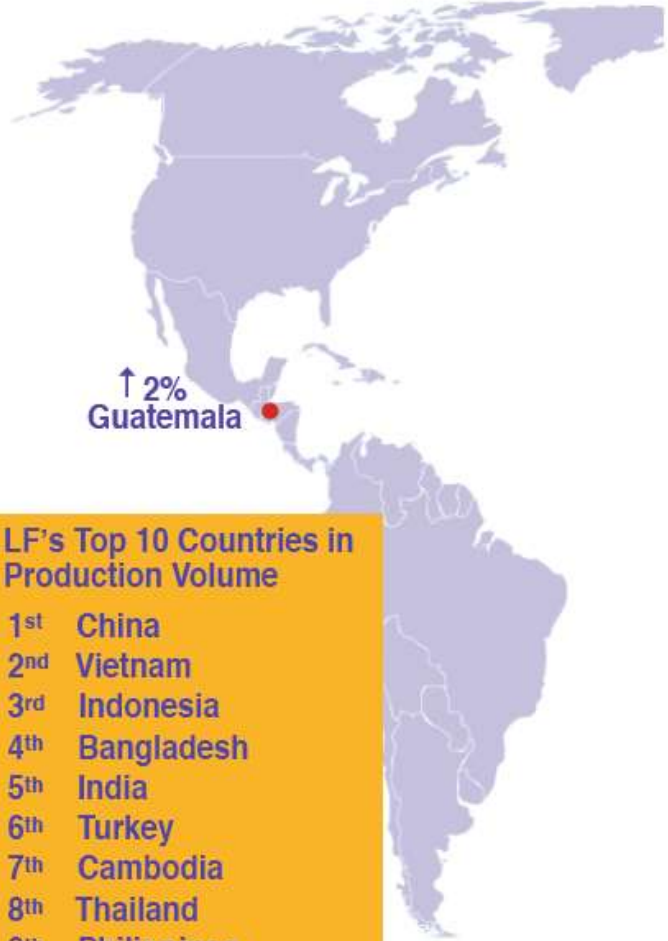 ↑ 2%
Guatemala
LF's Top 10 Countries in
Production Volume
1st China
2nd Vietnam
3rd Indonesia
4th Bangladesh
5th India
6th Turkey
7th Cambodia
8th Thailand